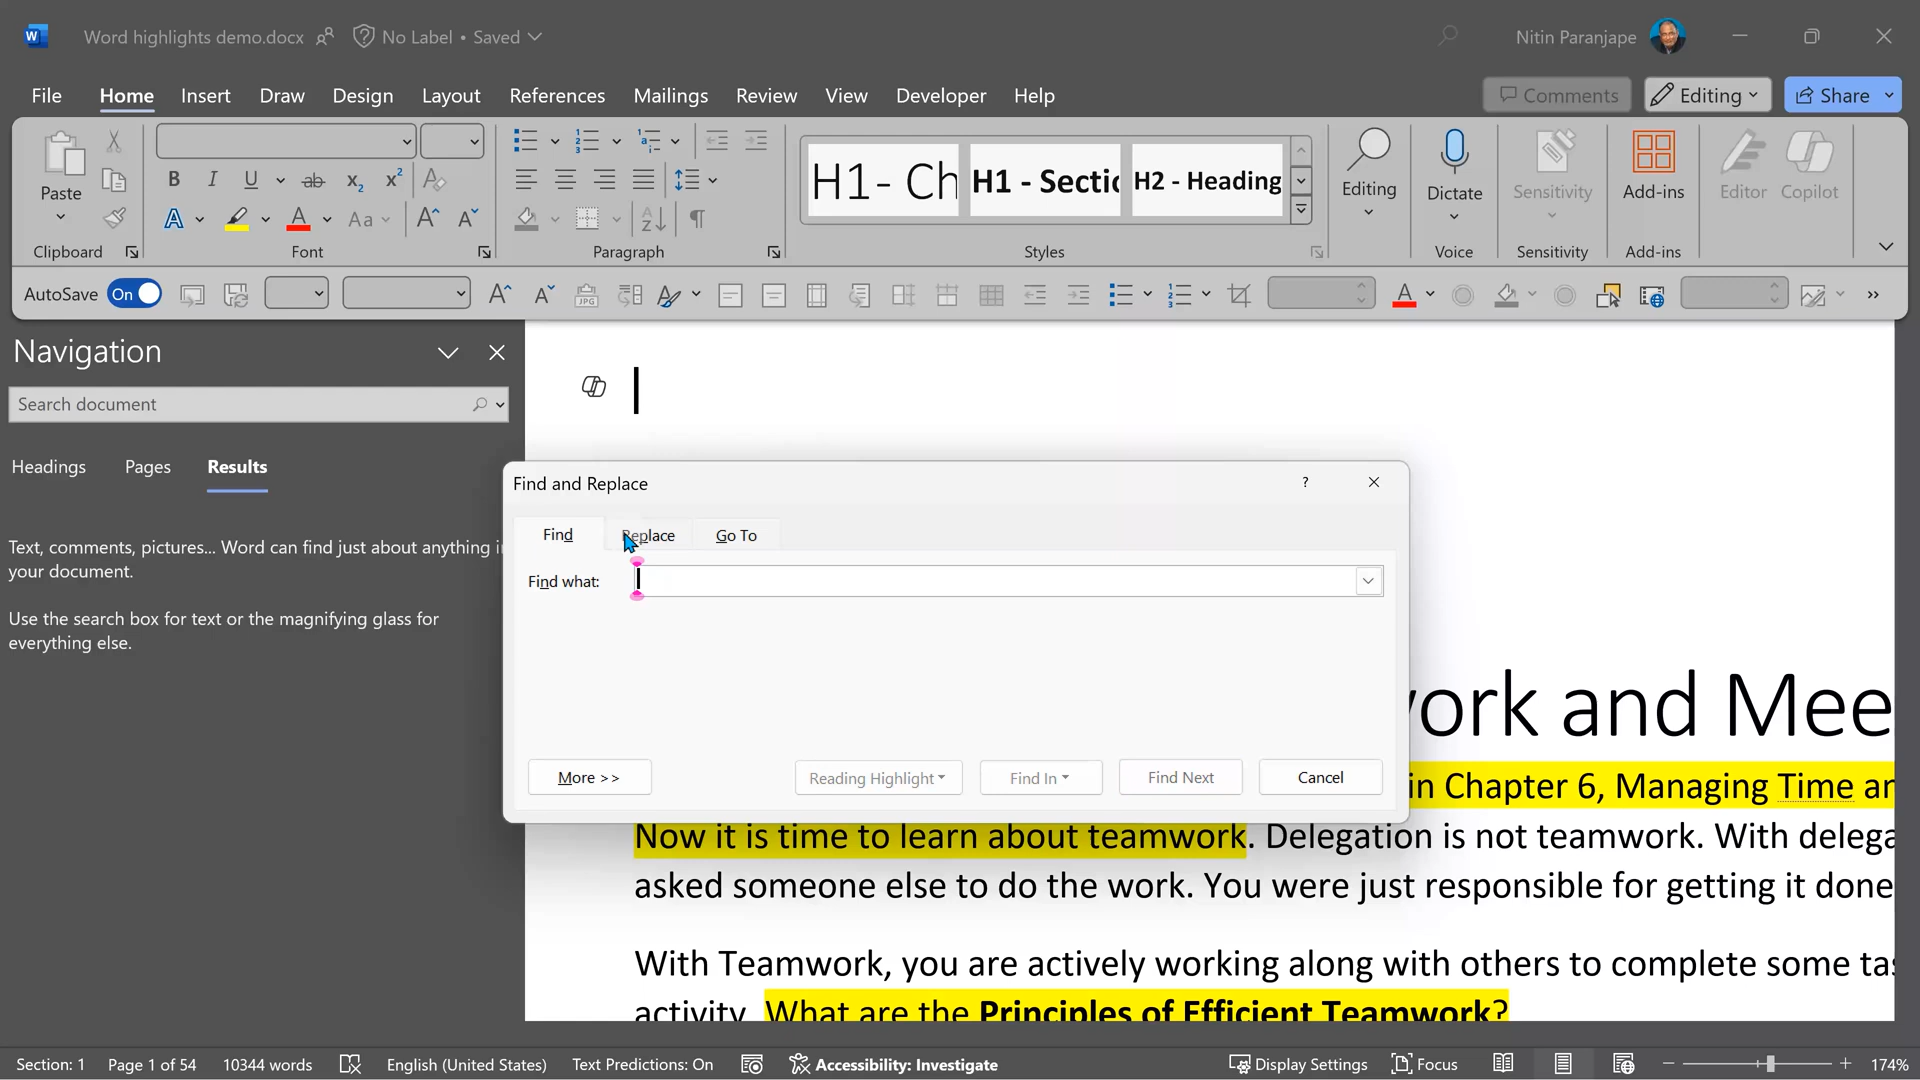 Word highlights demo.docx
No Label • Saved
Nitin Paranjape
File Home Insert Draw Design Layout References Mailings Review View Developer Help
Comments Editing Share
H1- Ch H1 - Sectio H2 - Heading
Paste Editing Dictate Sensitivity Add-ins Editor Copilot
Clipboard Font Paragraph Styles Voice Sensitivity Add-ins
AutoSave On
Navigation
Search document
Headings Pages Results
Text, comments, pictures... Word can find just about anything i
your document.
Use the search box for text or the magnifying glass for
everything else.
Find and Replace
Find Replace Go To
Find what:
More >> Reading Highlight Find In Find Next Cancel
work and Mee
in Chapter 6, Managing Time an
Now it is time to learn about teamwork. Delegation is not teamwork. With delega
asked someone else to do the work. You were just responsible for getting it done
With Teamwork, you are actively working along with others to complete some tas
activity. What are the Principles of Efficient Teamwork?
Section: 1 Page 1 of 54 10344 words English (United States) Text Predictions: On Accessibility: Investigate Display Settings Focus 174%